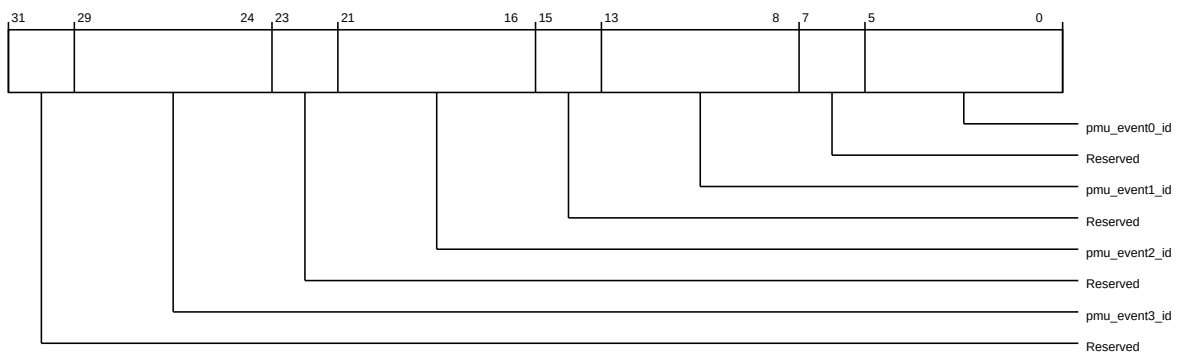 31 29 24 23 21 16 15 13 8 7 5 0
pmu_event0_id
Reserved
pmu_event1_id
Reserved
pmu_event2_id
Reserved
pmu_event3_id
Reserved